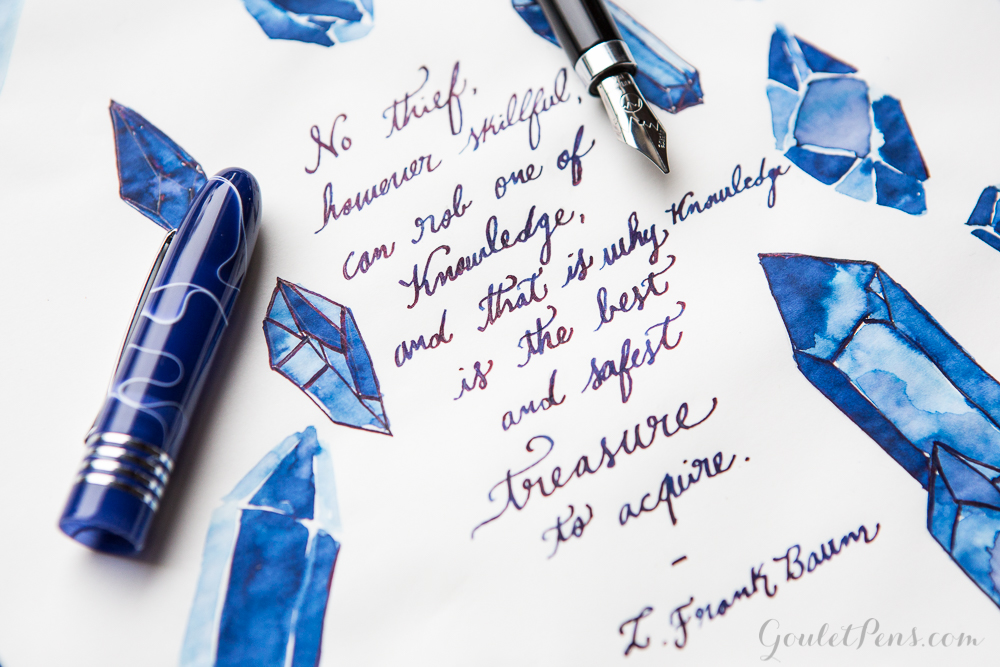 No thief,
however skillful,
can rob one of
Knowledge,
and that is why Knowledge
is the best
and safest
treasure
to acquire.
-
L. Frank Baum
GouletPens.com